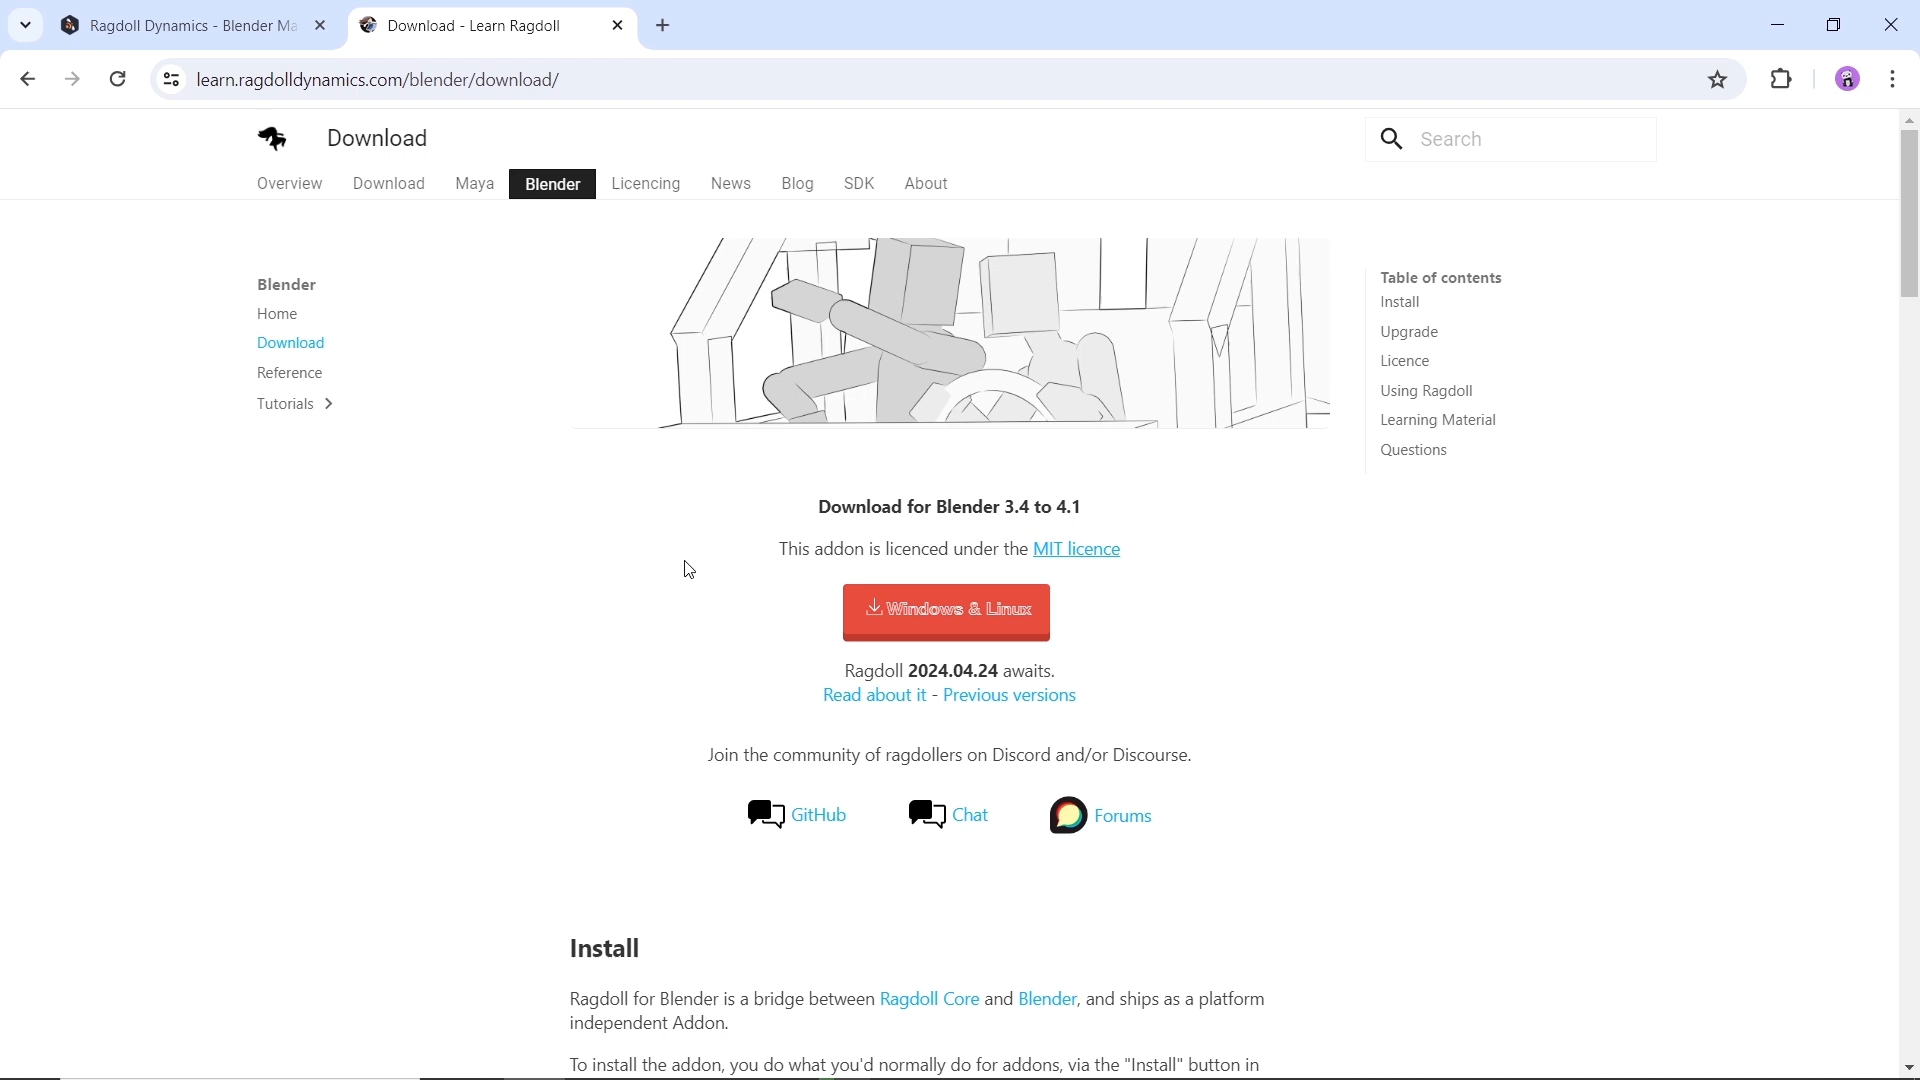 Ragdoll Dynamics - Blender Ma
Download - Learn Ragdoll
learn.ragdolldynamics.com/blender/download/
Download
Search
Overview
Download
Maya
Blender
Licencing
News
Blog
SDK
About
Blender
Home
Download
Reference
Tutorials
Table of contents
Install
Upgrade
Licence
Using Ragdoll
Learning Material
Questions
Download for Blender 3.4 to 4.1
This addon is licenced under the MIT licence
Windows & Linux
Ragdoll 2024.04.24 awaits.
Read about it - Previous versions
Join the community of ragdollers on Discord and/or Discourse.
GitHub
Chat
Forums
Install
Ragdoll for Blender is a bridge between Ragdoll Core and Blender, and ships as a platform
independent Addon.
To install the addon, you do what you'd normally do for addons, via the "Install" button in